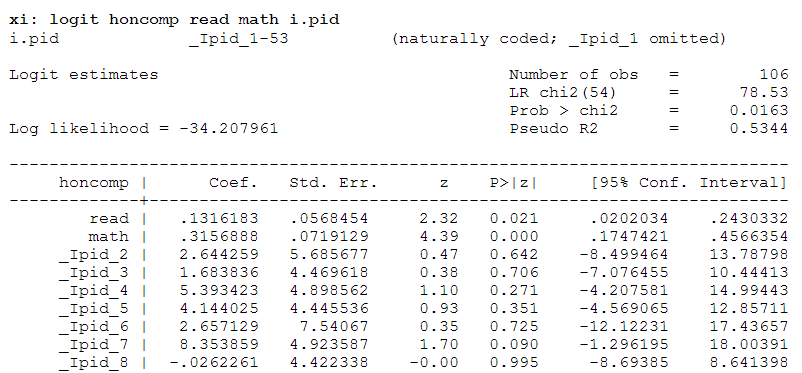 xi: logit honcomp read math i.pid
i.pid _Ipid_1-53 (naturally coded; _Ipid_1 omitted)
Logit estimates Number of obs = 106
LR chi2(54) = 78.53
Prob > chi2 = 0.0163
Log likelihood = -34.207961 Pseudo R2 = 0.5344
------------------------------------------------------------------------------
honcomp | Coef. Std. Err. z P>|z| [95% Conf. Interval]
-------------+----------------------------------------------------------------
read | .1316183 .0568454 2.32 0.021 .0202034 .2430332
math | .3156888 .0719129 4.39 0.000 .1747421 .4566354
_Ipid_2 | 2.644259 5.685677 0.47 0.642 -8.499464 13.78798
_Ipid_3 | 1.683836 4.469618 0.38 0.706 -7.076455 10.44413
_Ipid_4 | 5.393423 4.898562 1.10 0.271 -4.207581 14.99443
_Ipid_5 | 4.144025 4.445536 0.93 0.351 -4.569065 12.85711
_Ipid_6 | 2.657129 7.54067 0.35 0.725 -12.12231 17.43657
_Ipid_7 | 8.353859 4.923587 1.70 0.090 -1.296195 18.00391
_Ipid_8 | -.0262261 4.422338 -0.00 0.995 -8.69385 8.641398